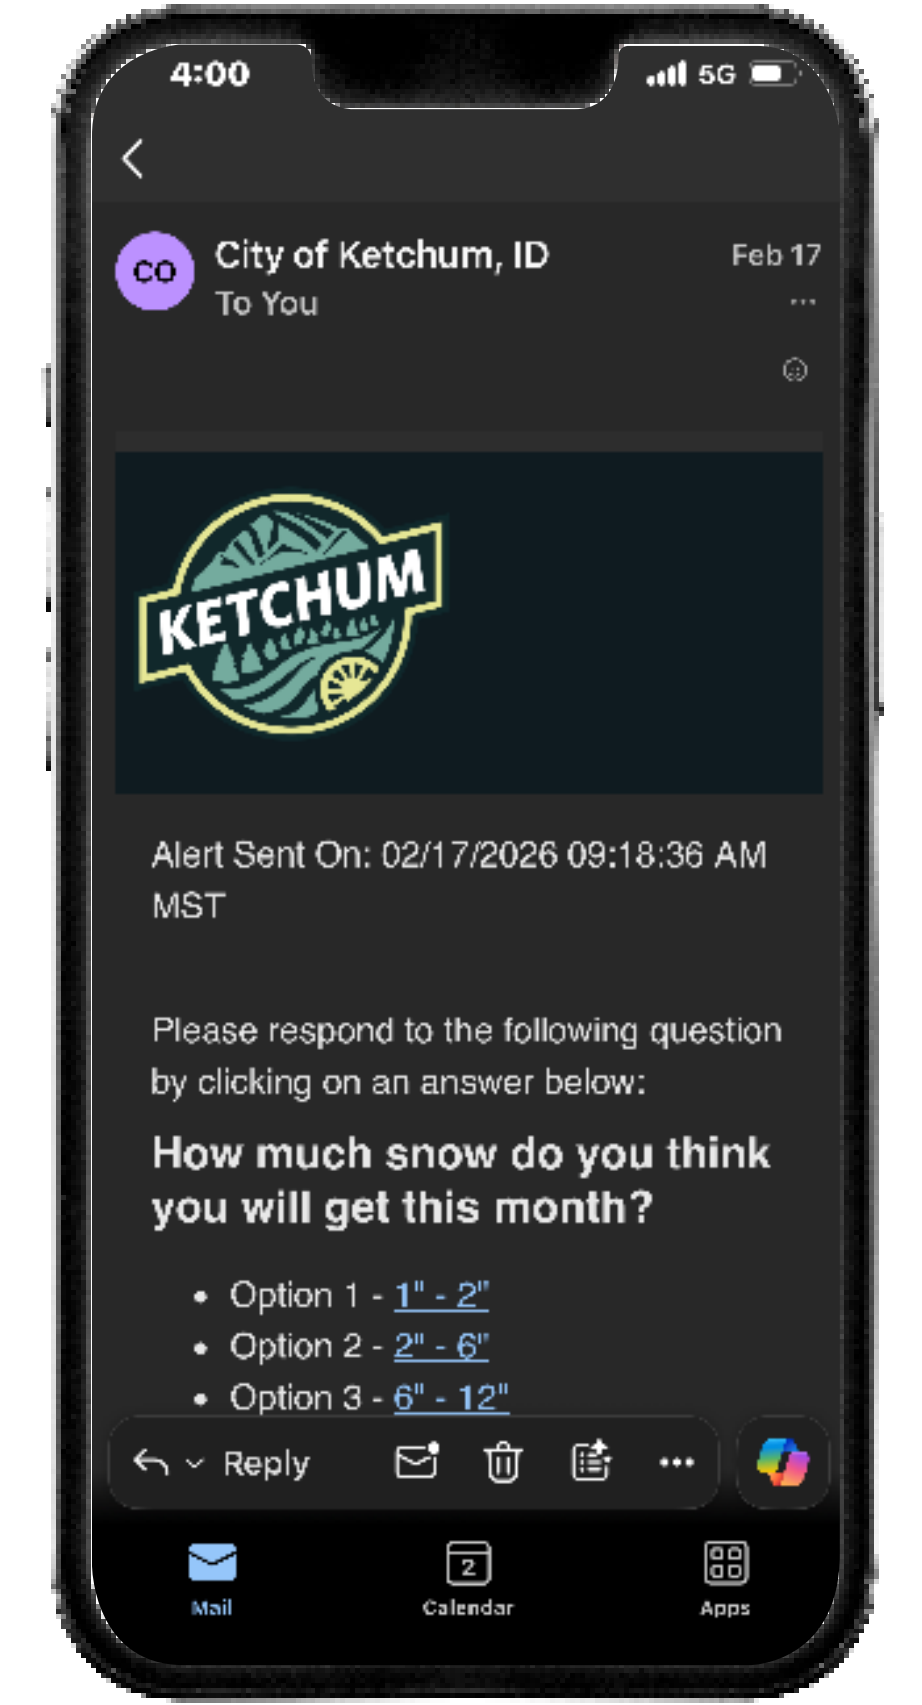 4:00 5G
CO City of Ketchum, ID Feb 17
To You
KETCHUM
Alert Sent On: 02/17/2026 09:18:36 AM
MST
Please respond to the following question
by clicking on an answer below:
How much snow do you think
you will get this month?
• Option 1 - 1" - 2"
• Option 2 - 2" - 6"
• Option 3 - 6" - 12"
Reply
2
Mail Calendar Apps